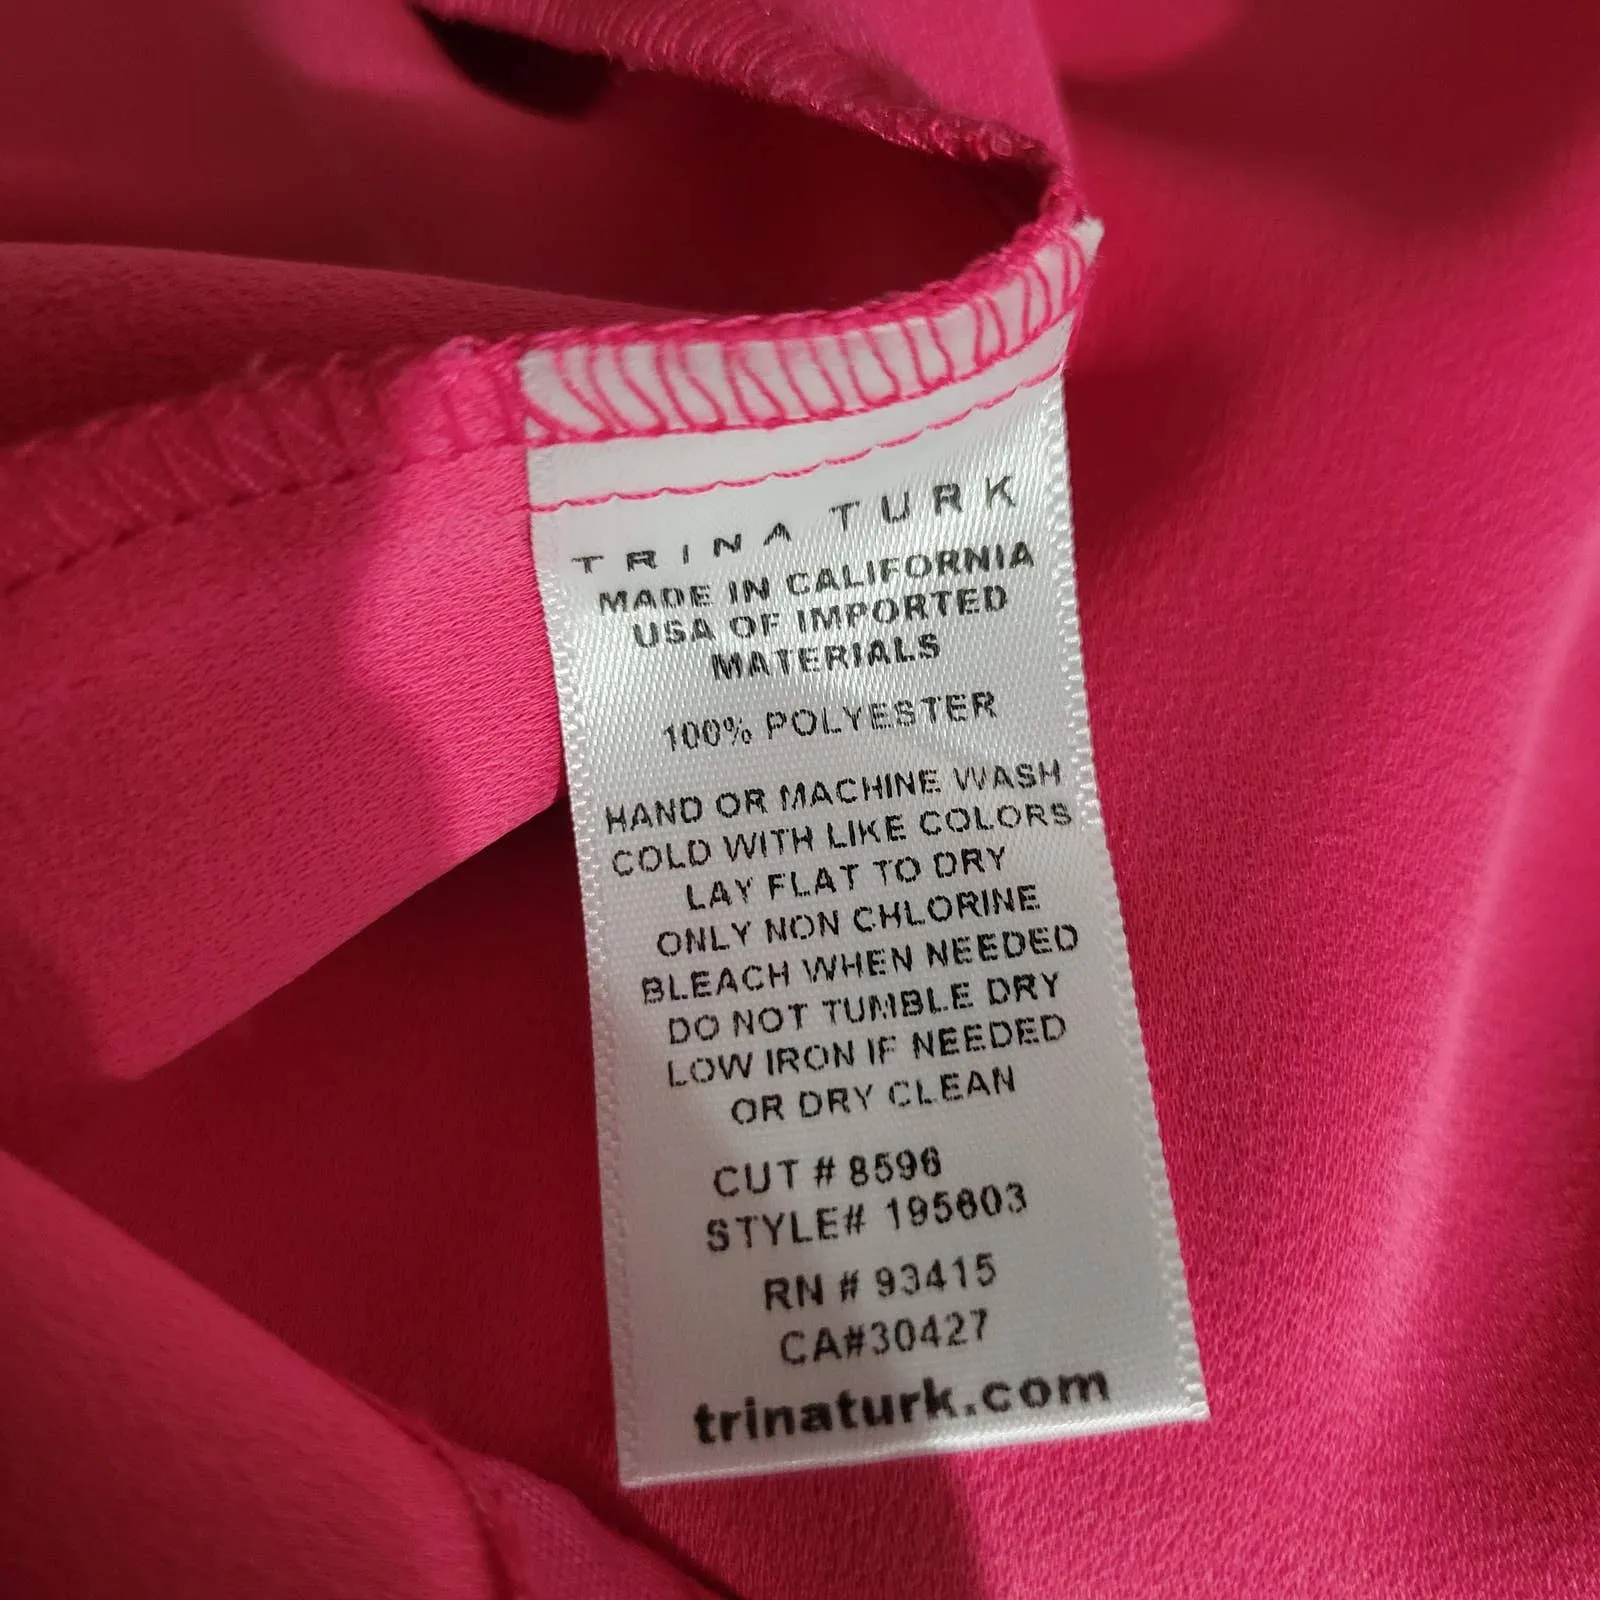 TRINA TURK
MADE IN CALIFORNIA
USA OF IMPORTED
MATERIALS
100% POLYESTER
HAND OR MACHINE WASH
COLD WITH LIKE COLORS
LAY FLAT TO DRY
ONLY NON CHLORINE
BLEACH WHEN NEEDED
DO NOT TUMBLE DRY
LOW IRON IF NEEDED
OR DRY CLEAN
CUT # 8596
STYLE# 195603
RN # 93415
CA#30427
trinaturk.com